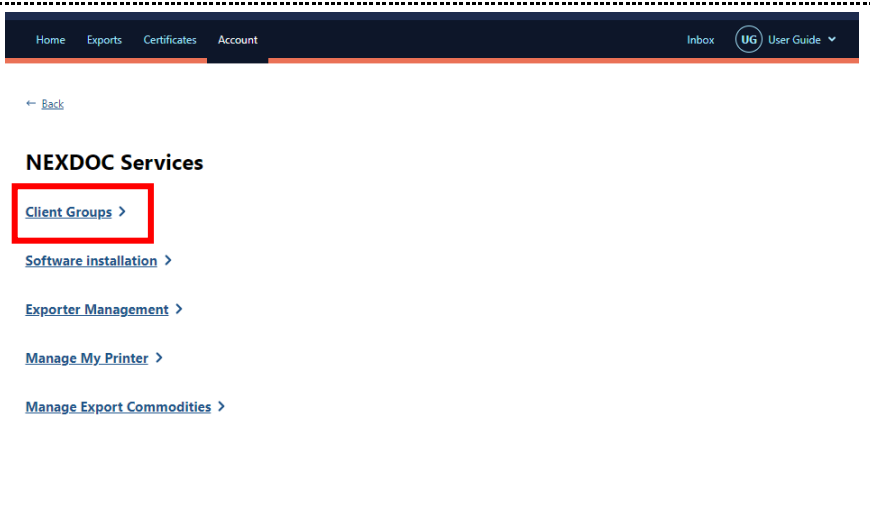 Home Exports Certificates Account Inbox UG User Guide
← Back
NEXDOC Services
Client Groups >
Software installation >
Exporter Management >
Manage My Printer >
Manage Export Commodities >